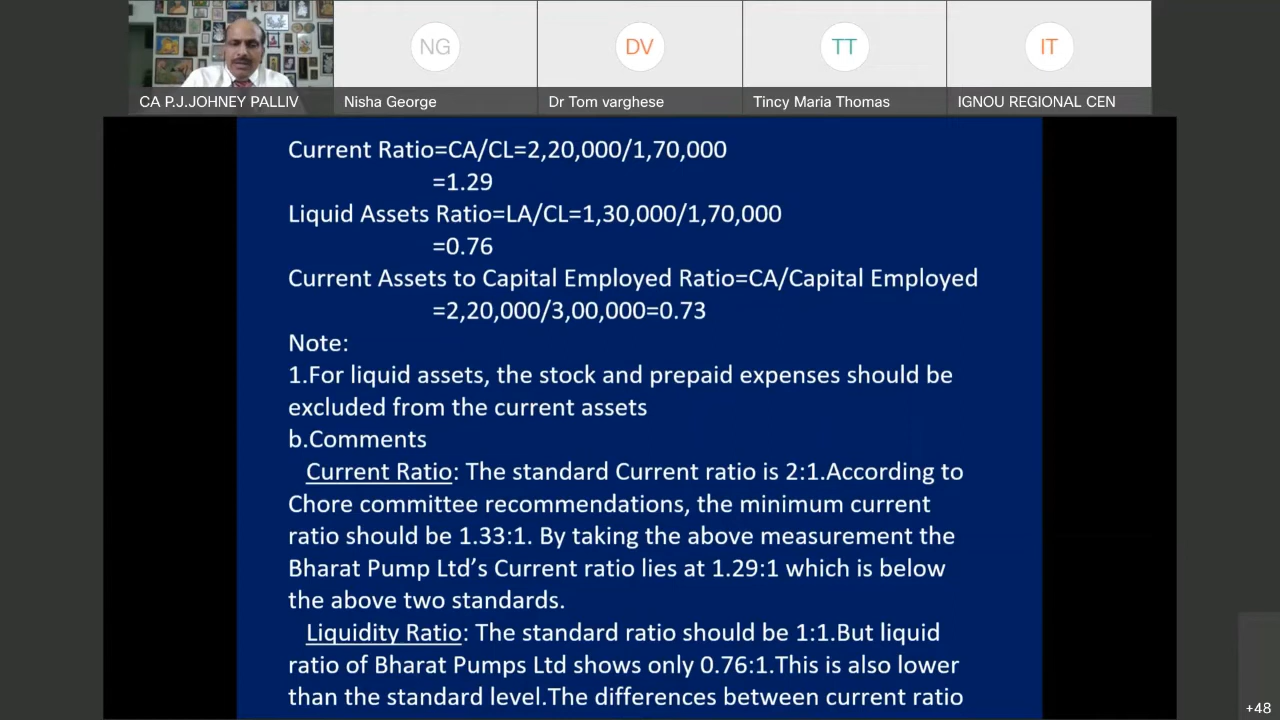 NG
DV
TT
IT
CA P.J.JOHNEY PALLIV
Nisha George
Dr Tom varghese
Tincy Maria Thomas
IGNOU REGIONAL CEN
Current Ratio=CA/CL=2,20,000/1,70,000
=1.29
Liquid Assets Ratio=LA/CL=1,30,000/1,70,000
=0.76
Current Assets to Capital Employed Ratio=CA/Capital Employed
=2,20,000/3,00,000=0.73
Note:
1.For liquid assets, the stock and prepaid expenses should be
excluded from the current assets
b.Comments
Current Ratio: The standard Current ratio is 2:1.According to
Chore committee recommendations, the minimum current
ratio should be 1.33:1. By taking the above measurement the
Bharat Pump Ltd’s Current ratio lies at 1.29:1 which is below
the above two standards.
Liquidity Ratio: The standard ratio should be 1:1.But liquid
ratio of Bharat Pumps Ltd shows only 0.76:1.This is also lower
than the standard level.The differences between current ratio
+48